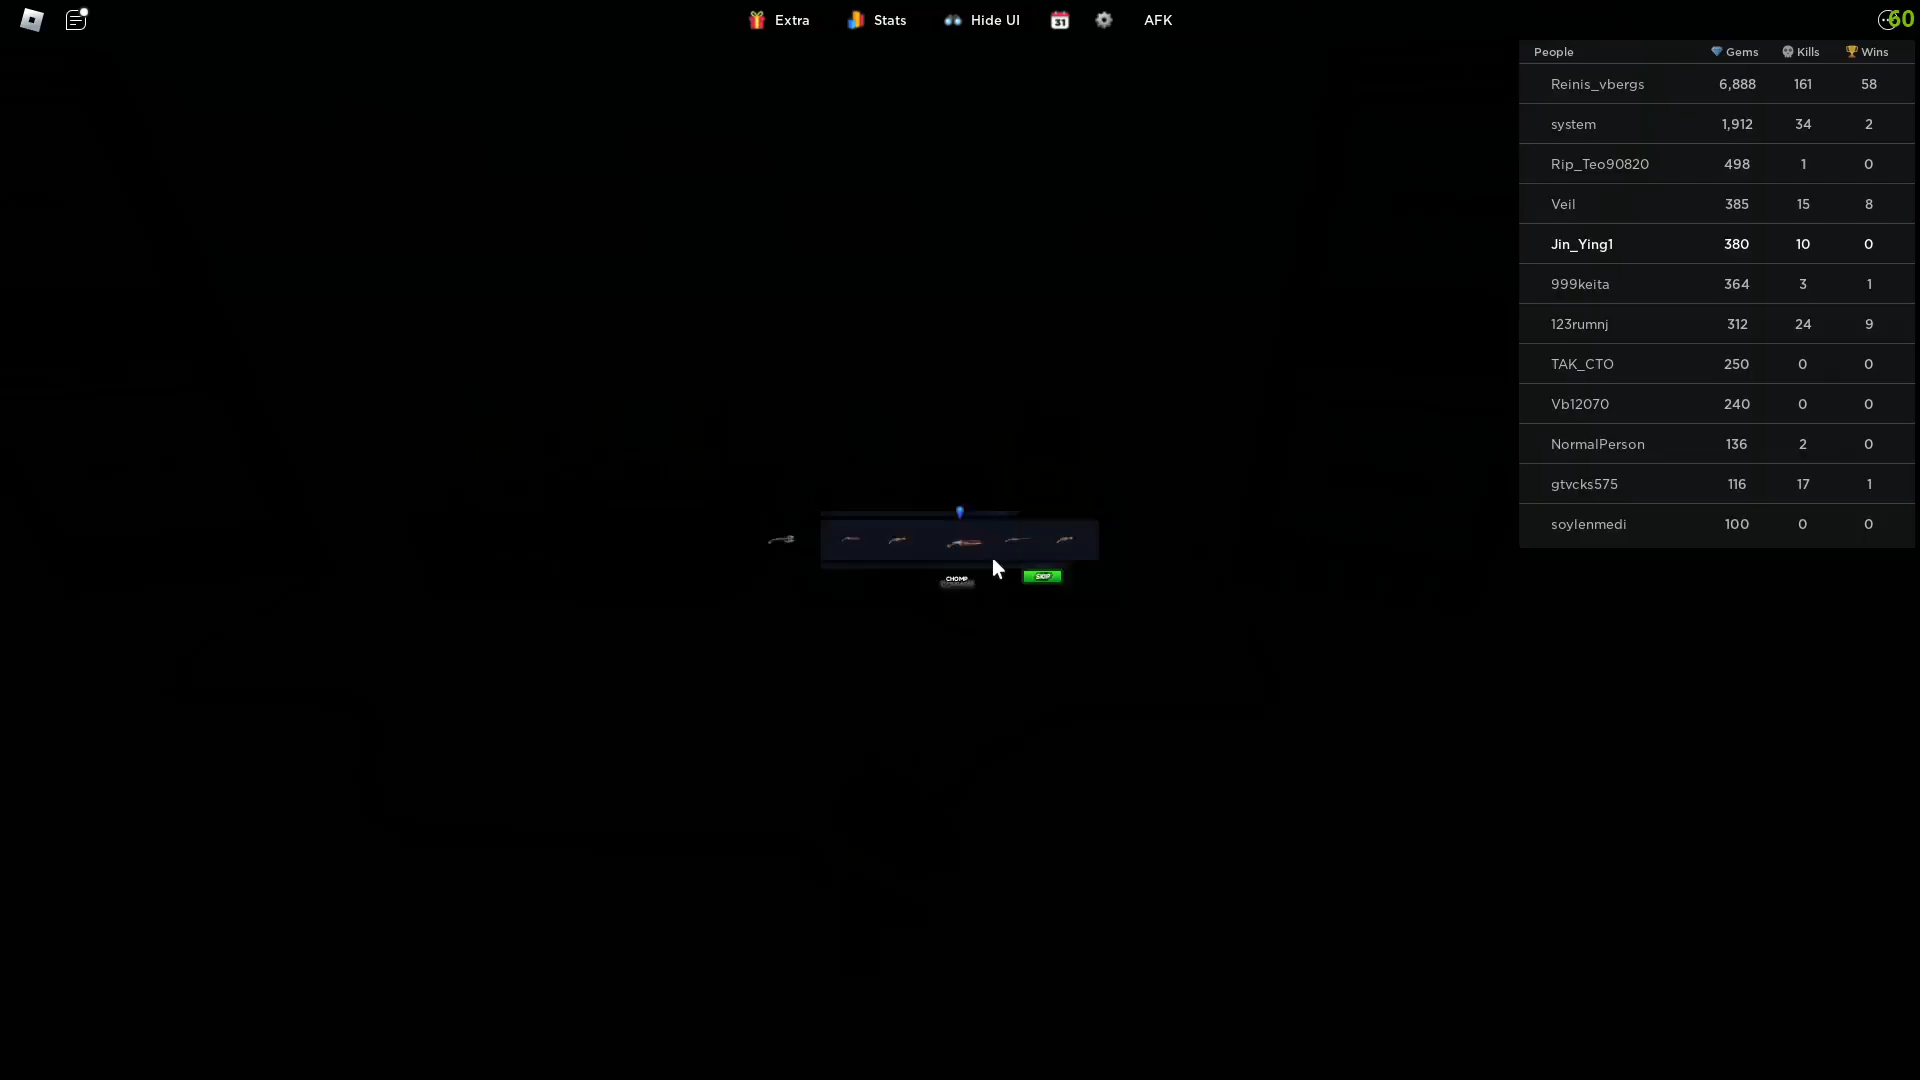 Extra Stats Hide UI 31 AFK 60
People Gems Kills Wins
Reinis_vbergs 6,888 161 58
system 1,912 34 2
Rip_Teo90820 498 1 0
Veil 385 15 8
Jin_Ying1 380 10 0
999keita 364 3 1
123rumnj 312 24 9
TAK_CTO 250 0 0
Vb12070 240 0 0
NormalPerson 136 2 0
gtvcks575 116 17 1
soylenmedi 100 0 0
CHOMP SKIP